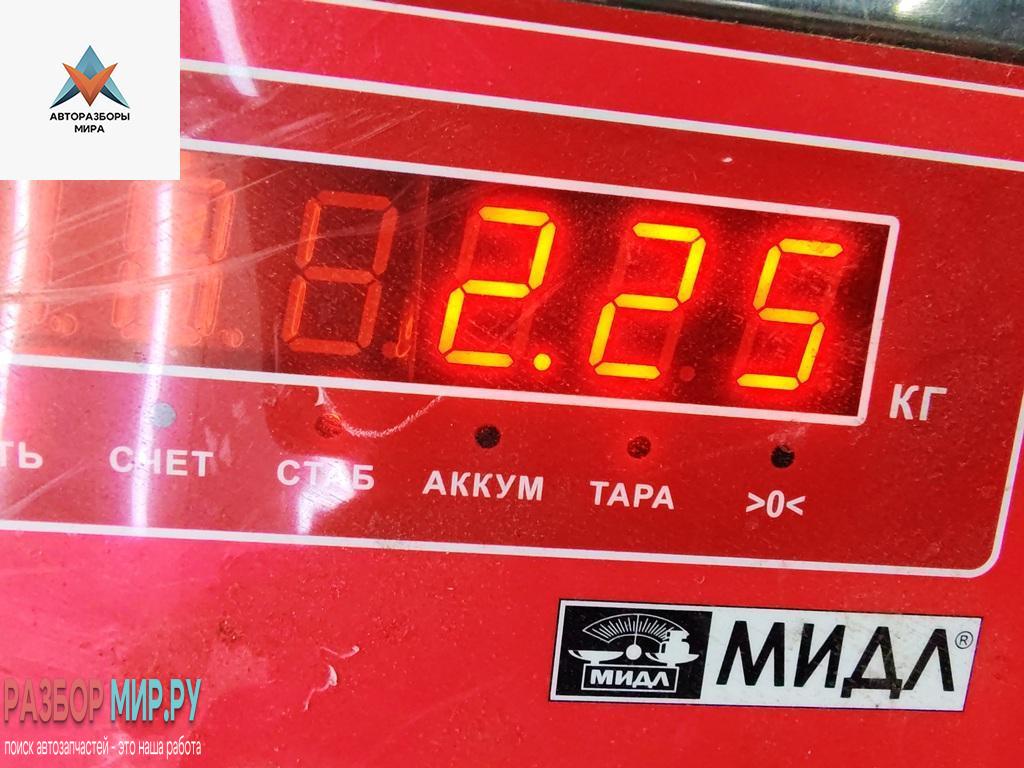 АВТОРАЗБОРЫ
МИРА
2.25
КГ
ТЬ
СЧЕТ
СТАБ
АККУМ
ТАРА
>0<
МИДЛ
МИДЛ®
РАЗБОР МИР.РУ
поиск автозапчастей - это наша работа